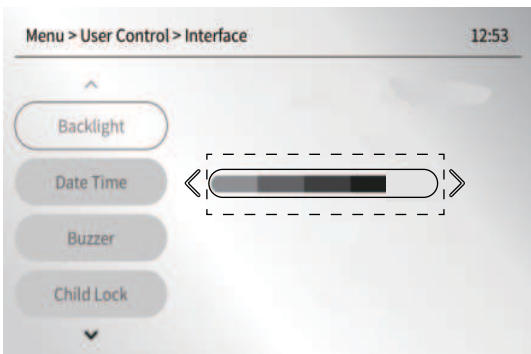 Menu > User Control > Interface 12:53
Backlight
Date Time
Buzzer
Child Lock